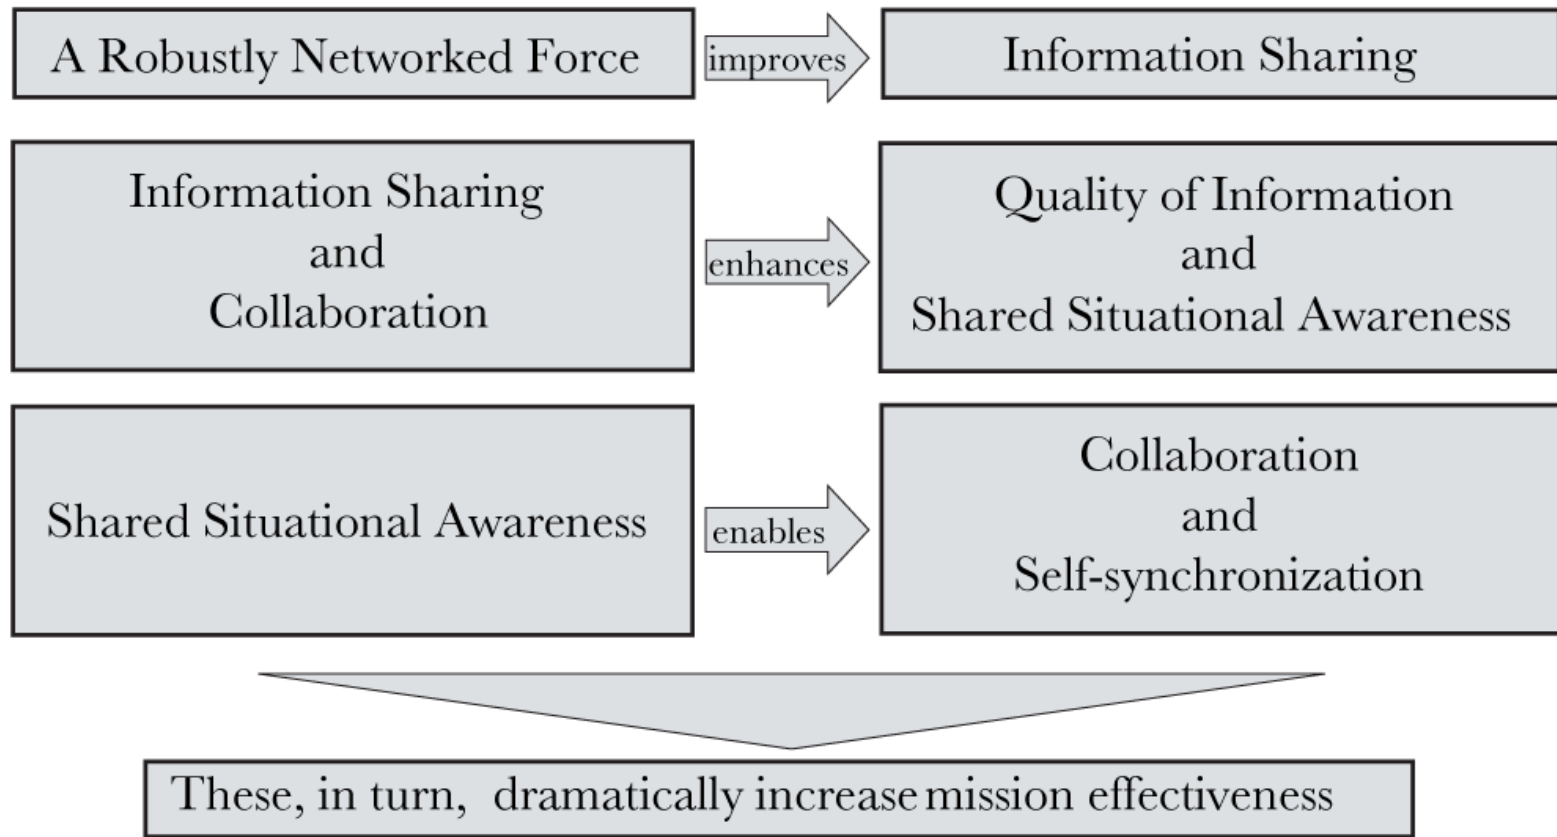 A Robustly Networked Force
improves
Information Sharing
Information Sharing
and
Collaboration
enhances
Quality of Information
and
Shared Situational Awareness
Shared Situational Awareness
enables
Collaboration
and
Self-synchronization
These, in turn, dramatically increase mission effectiveness